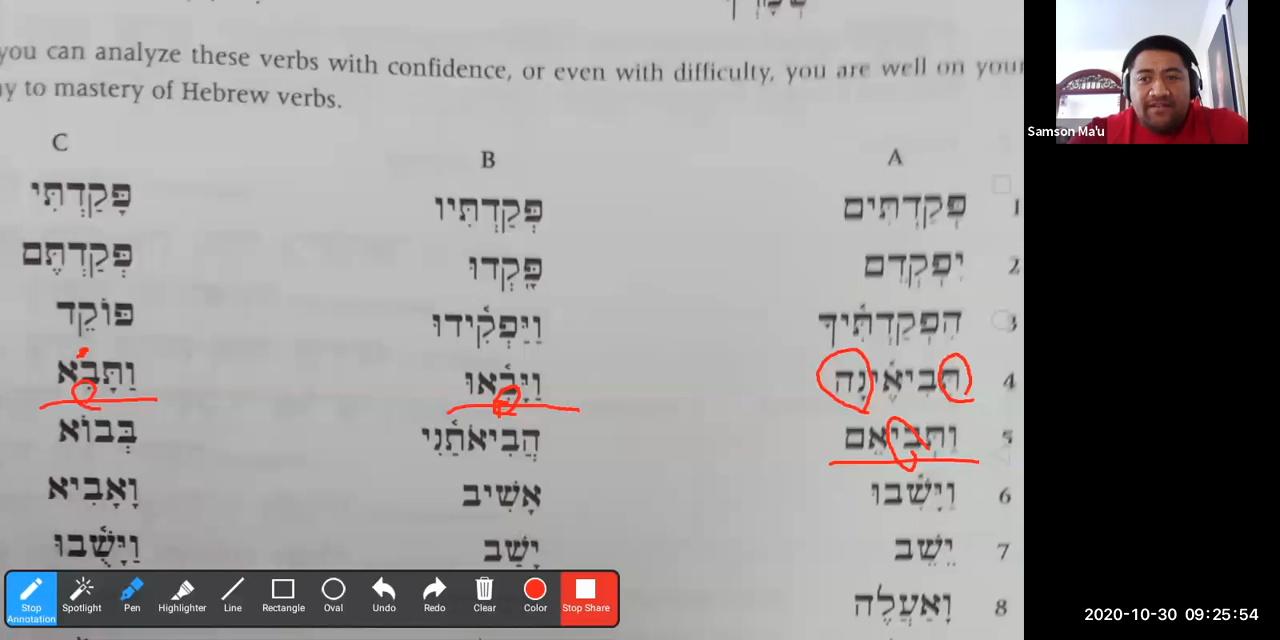 you can analyze these verbs with confidence, or even with difficulty, you are well on your
to mastery of Hebrew verbs.
A B C
1 פְּקַדְתִּים פְּקַדְתִּיו פָּקַדְתִּי
2 יִפְקְדֵם פָּֽקְדוּ פְּקַדְתֶּם
3 הִפְקַדְתִּ֫יךָ וַיַּפְקִ֫ידוּ פּוֹקֵד
4 תְּבִיאֶ֫ינָה וַיָּבֹ֫אוּ וַתָּבֹא
5 וַתְּבִיאֵם הֲבִיאֹתַ֫נִי בְּבוֹא
6 וַיָּשִׁ֫בוּ אָשִׁיב וָאָבִיא
7 יֵשֵׁב יָשַׁב וַיָּשֻׁ֫בוּ
8 וָאַעֲלֶה
Samson Ma'u
Stop Annotation
Spotlight
Pen
Highlighter
Line
Rectangle
Oval
Undo
Redo
Clear
Color
Stop Share
2020-10-30 09:25:54